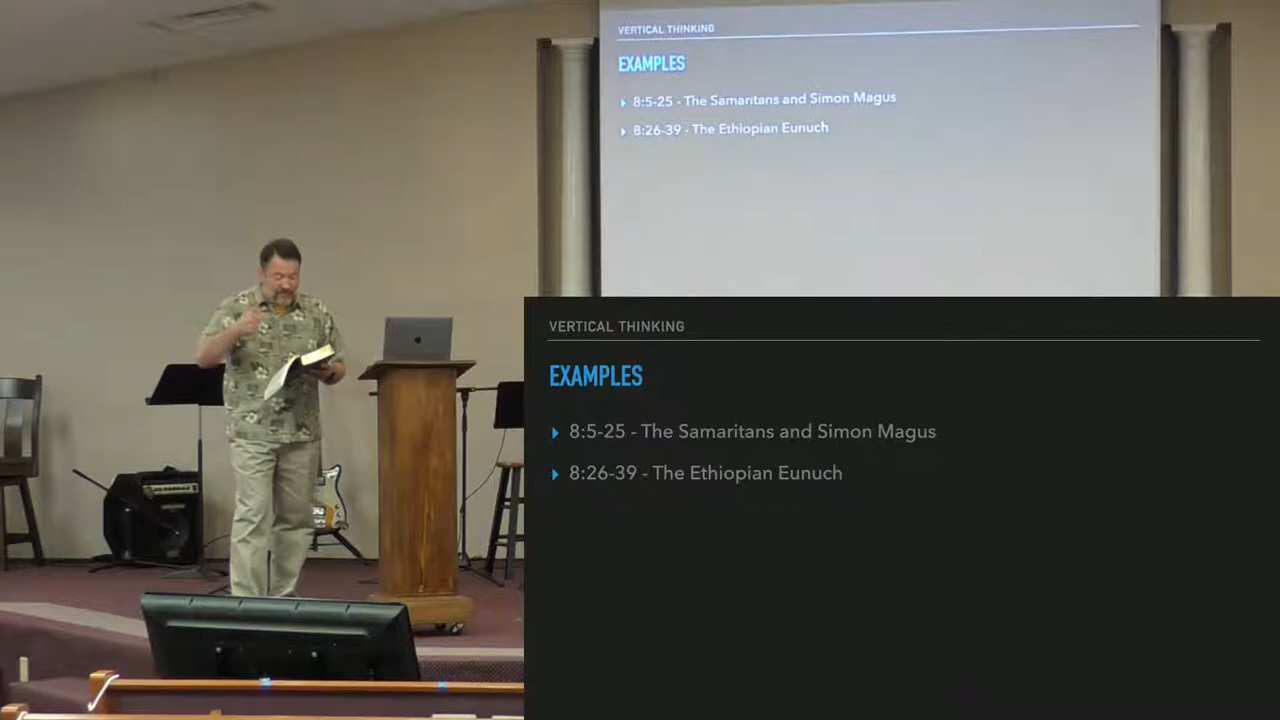 VERTICAL THINKING
EXAMPLES
8:5-25 - The Samaritans and Simon Magus
8:26-39 - The Ethiopian Eunuch
VERTICAL THINKING
EXAMPLES
8:5-25 - The Samaritans and Simon Magus
8:26-39 - The Ethiopian Eunuch